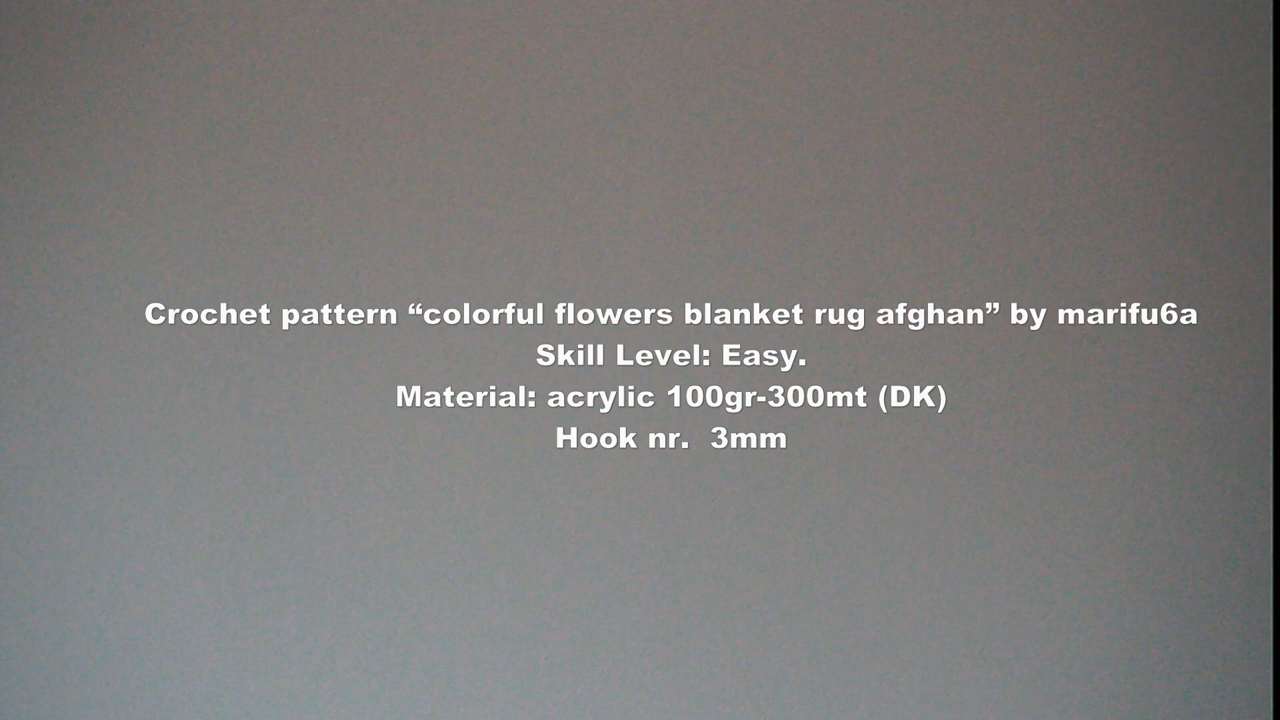 Crochet pattern “colorful flowers blanket rug afghan” by marifu6a
Skill Level: Easy.
Material: acrylic 100gr-300mt (DK)
Hook nr.  3mm